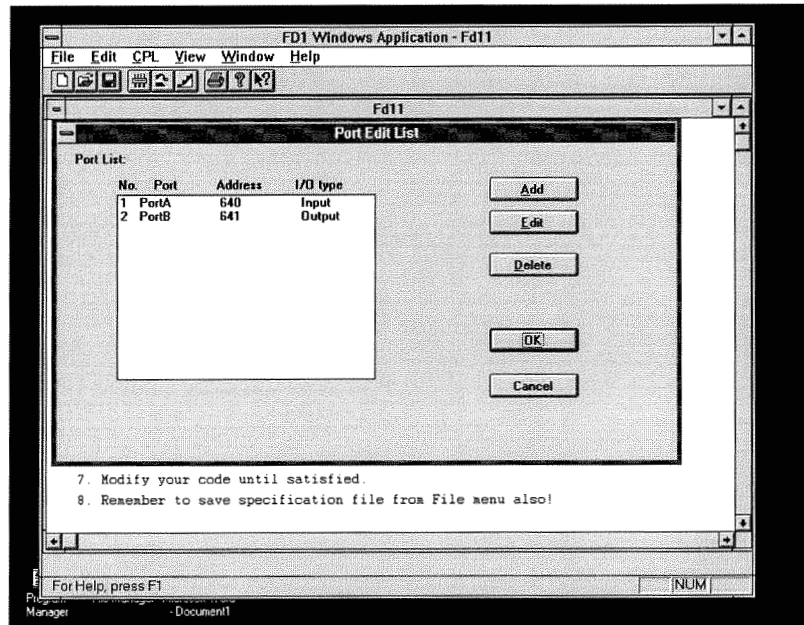 FD1 Windows Application - Fd11
File Edit CPL View Window Help
Fd11
Port Edit List
Port List:
No. Port Address I/O type
1 PortA 640 Input
2 PortB 641 Output
Add
Edit
Delete
OK
Cancel
7. Modify your code until satisfied.
8. Remember to save specification file from File menu also!
For Help, press F1
NUM
Manager - Document1